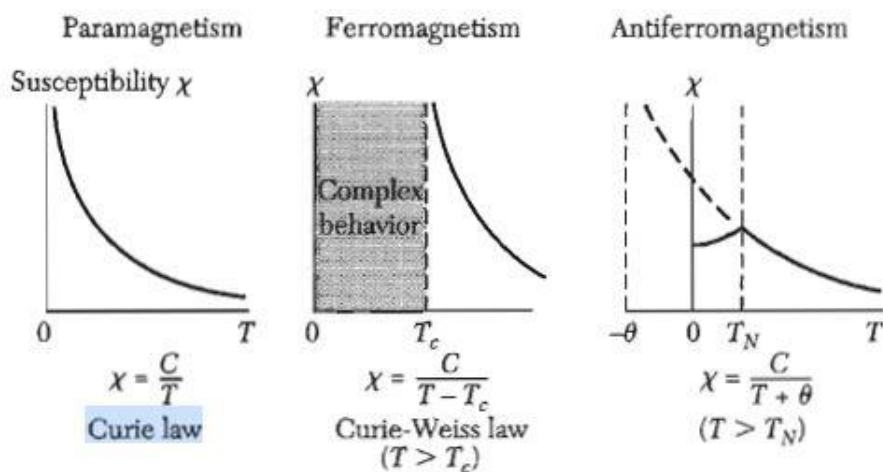 Paramagnetism
Susceptibility χ
0
T
χ = C/T
Curie law
Ferromagnetism
χ
Complex
behavior
0
T_c
χ = C/(T − T_c)
Curie-Weiss law
(T > T_c)
Antiferromagnetism
χ
−θ
0
T_N
T
χ = C/(T + θ)
(T > T_N)